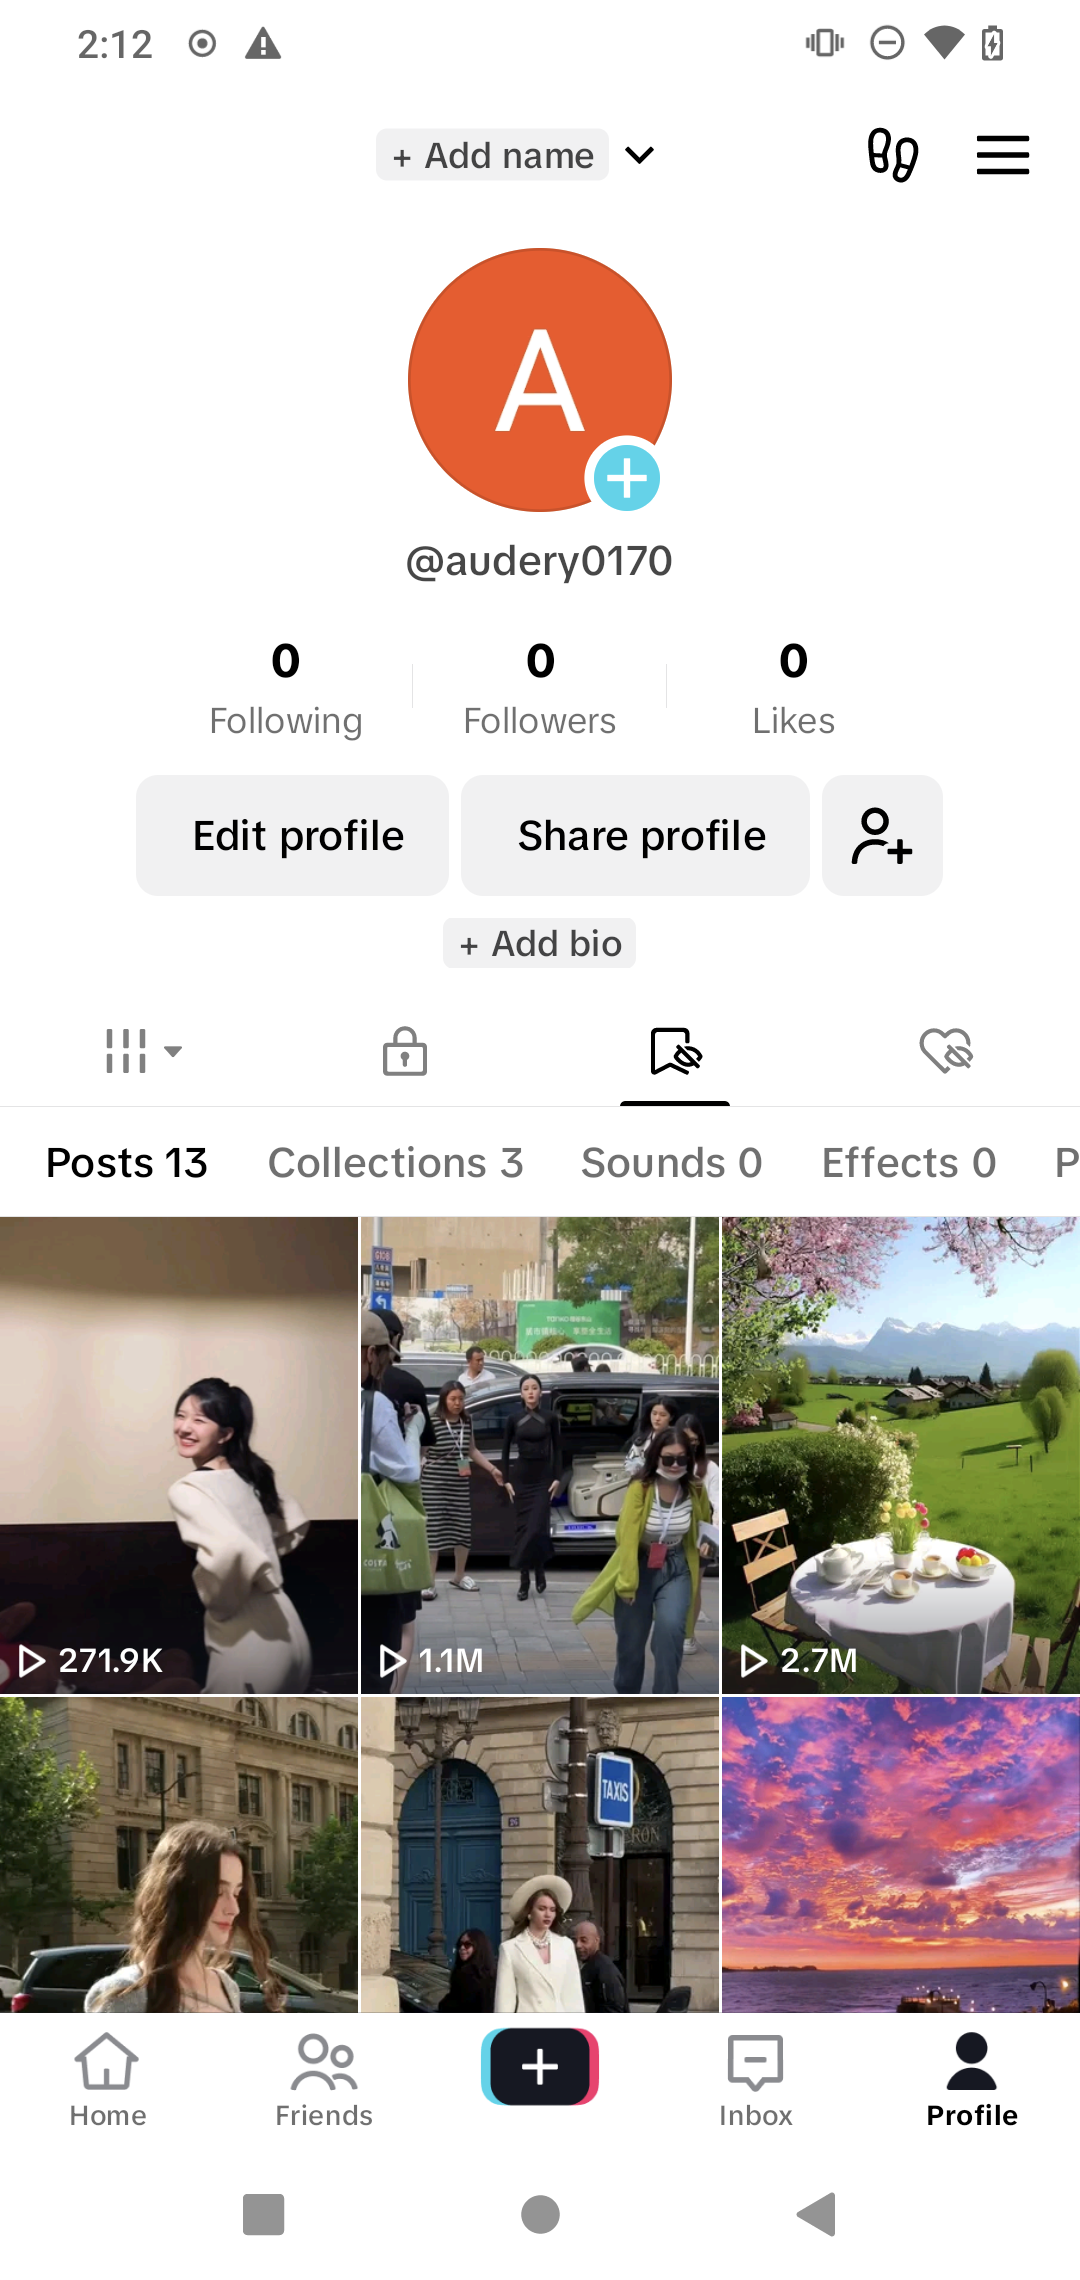 2:12
+ Add name
A
@audery0170
0 0 0
Following Followers Likes
Edit profile Share profile
+ Add bio
Posts 13 Collections 3 Sounds 0 Effects 0 P
TAXIS
271.9K 1.1M 2.7M
Home Friends Inbox Profile